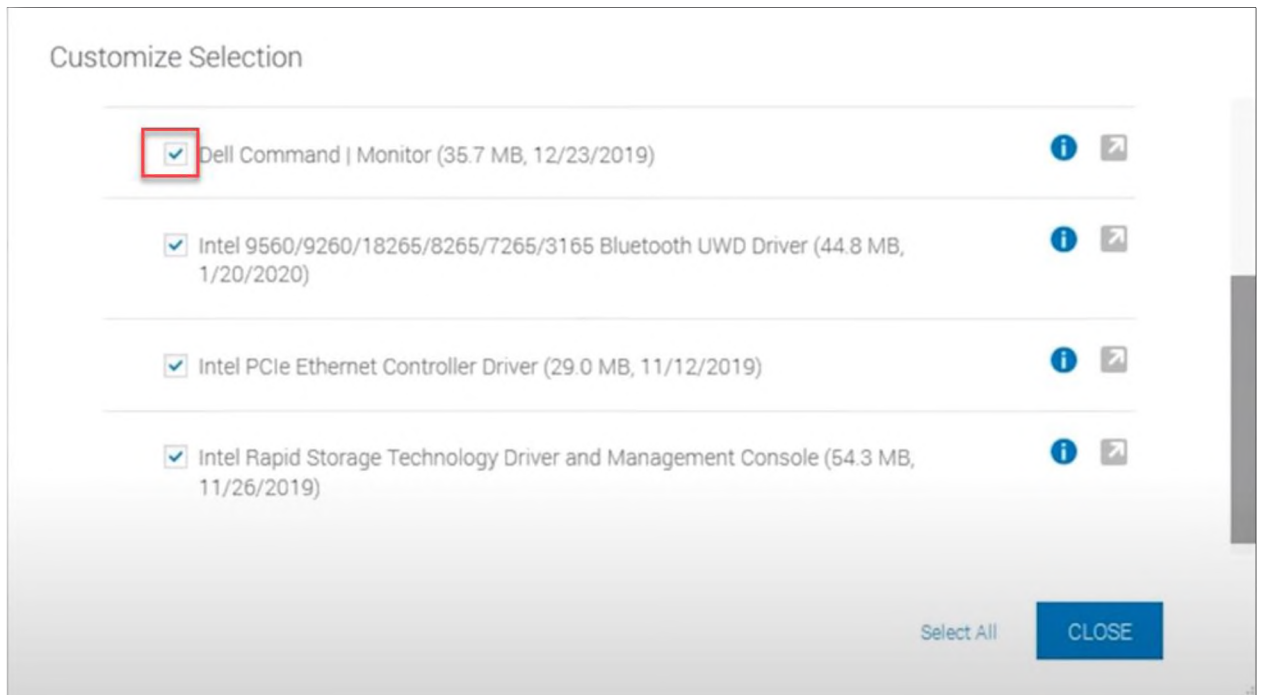 Customize Selection
Dell Command | Monitor (35.7 MB, 12/23/2019)
Intel 9560/9260/18265/8265/7265/3165 Bluetooth UWD Driver (44.8 MB,
1/20/2020)
Intel PCIe Ethernet Controller Driver (29.0 MB, 11/12/2019)
Intel Rapid Storage Technology Driver and Management Console (54.3 MB,
11/26/2019)
Select All
CLOSE